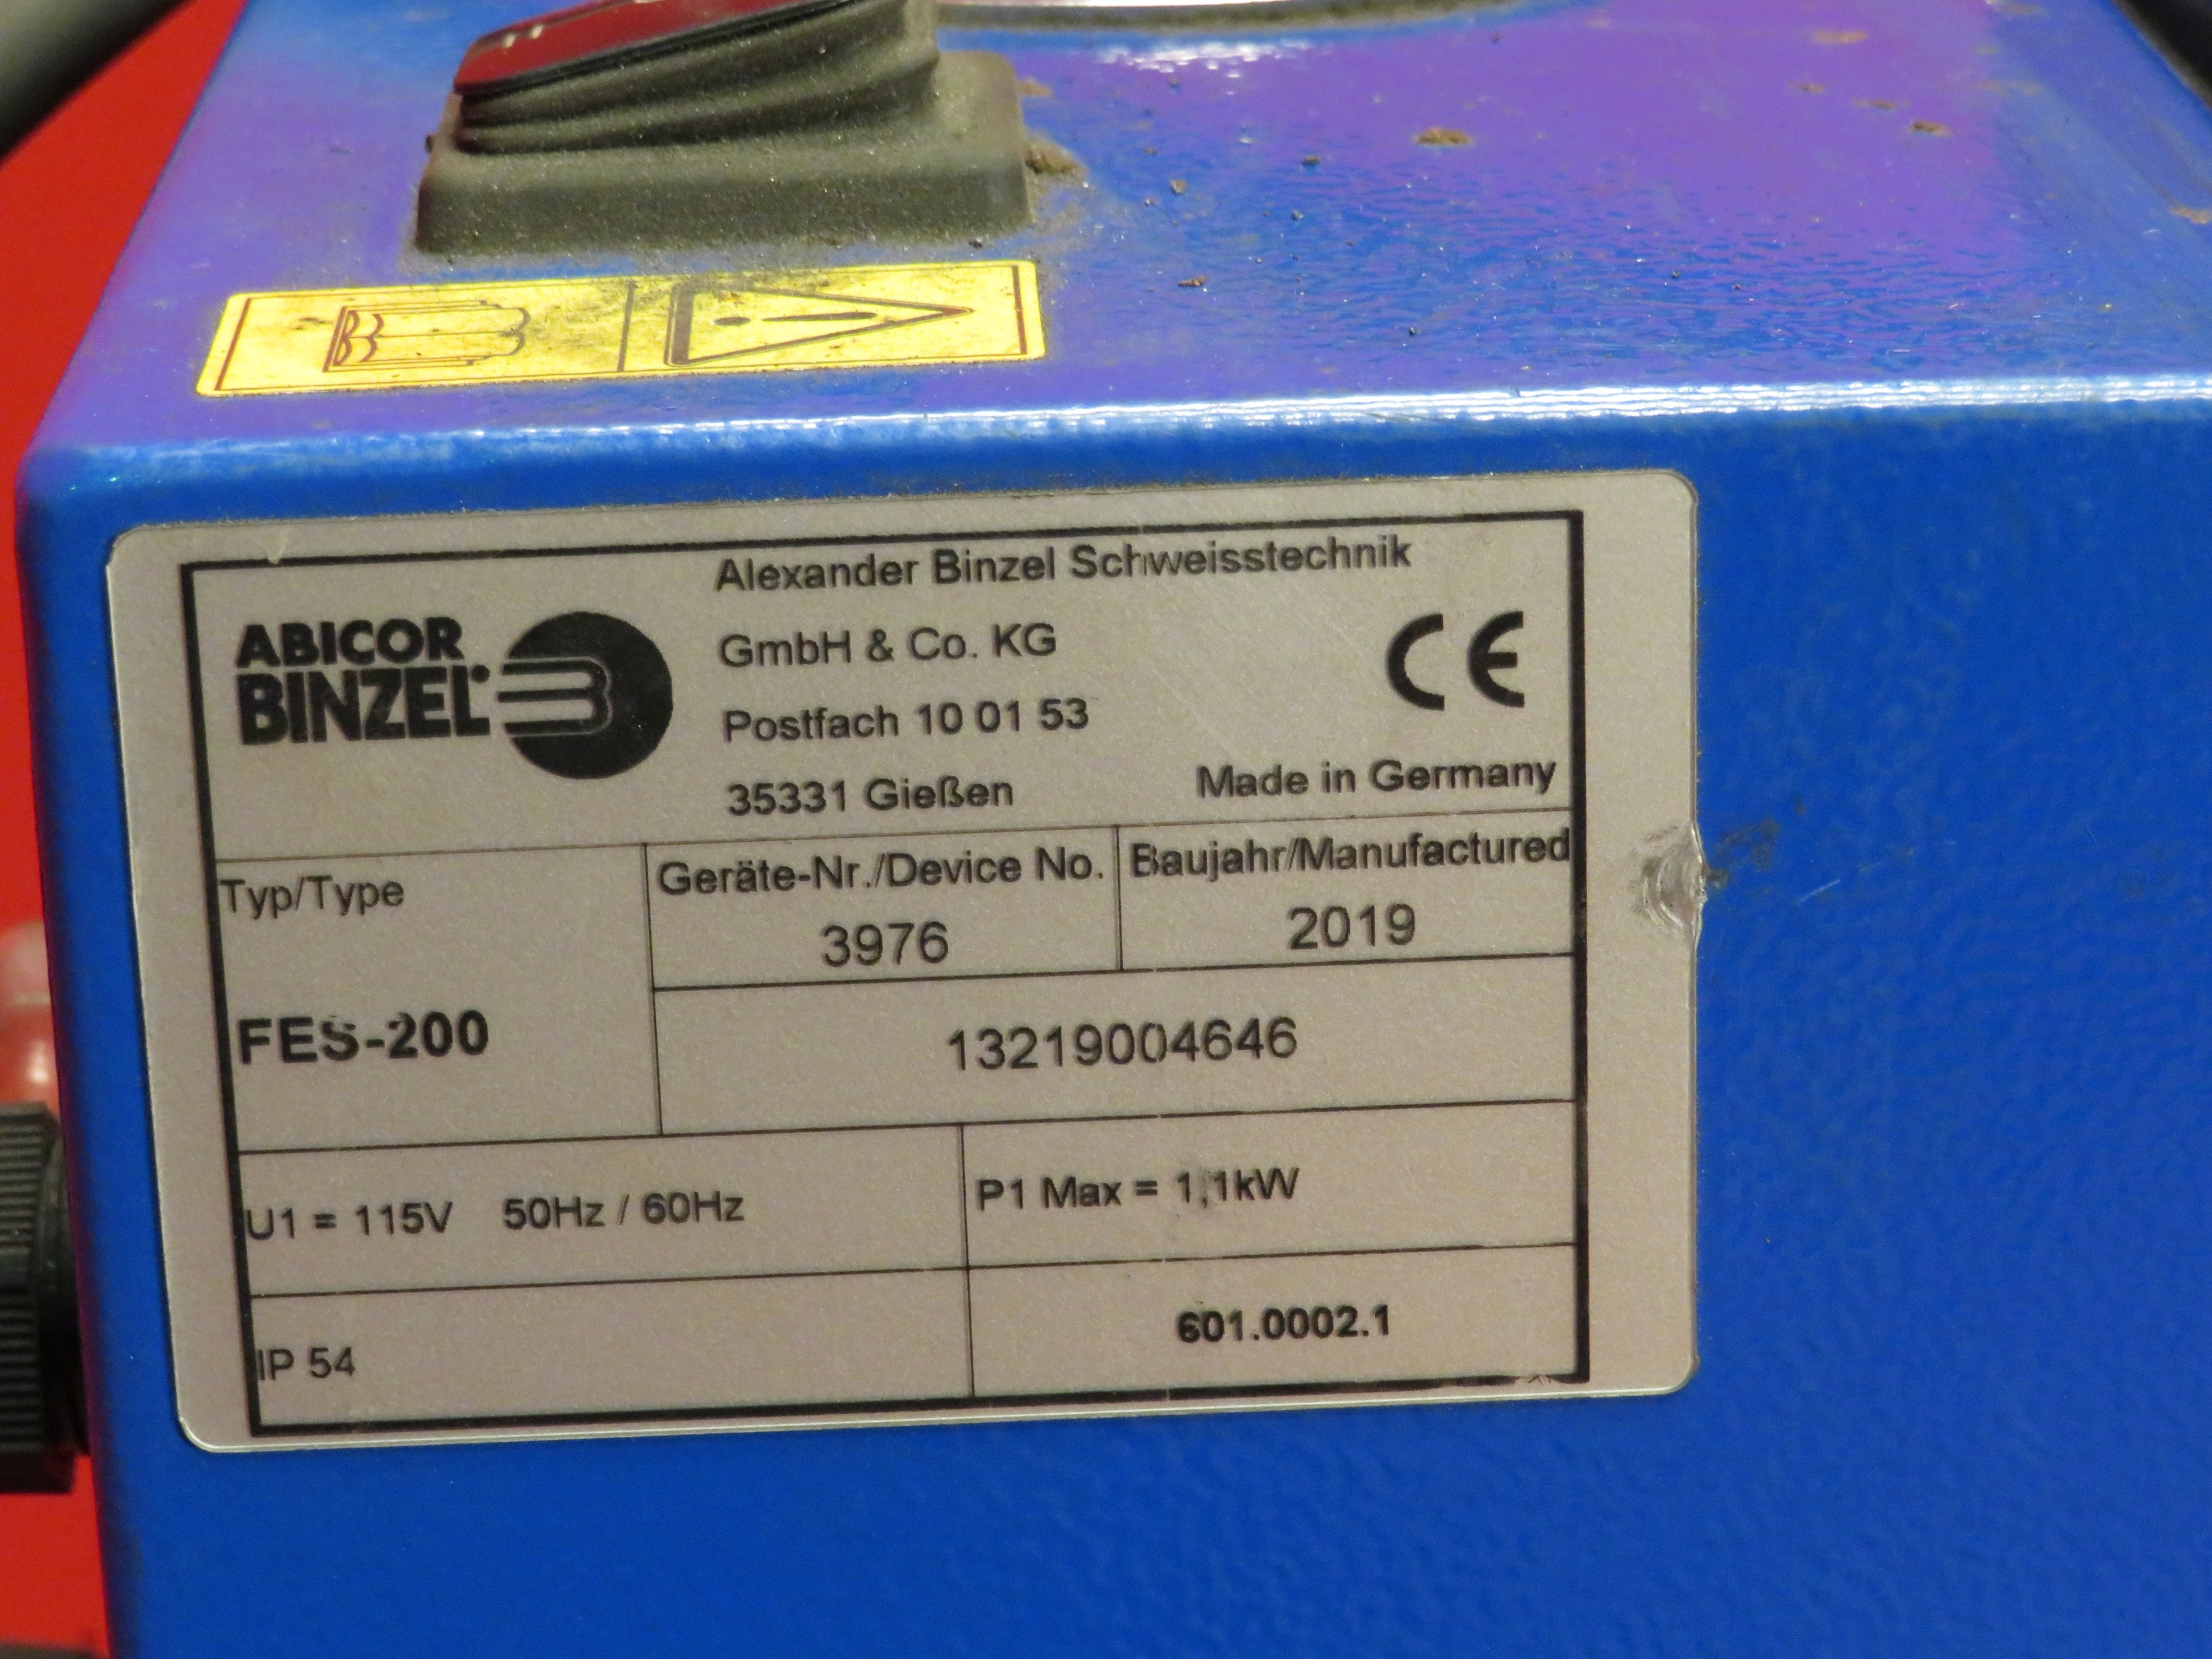 Alexander Binzel Schweisstechnik
ABICOR
BINZEL
GmbH & Co. KG
CE
Postfach 10 01 53
35331 Gießen
Made in Germany
Typ/Type
Geräte-Nr./Device No.
Baujahr/Manufactured
3976
2019
FES-200
13219004646
U1 = 115V 50Hz / 60Hz
P1 Max = 1,1kW
IP 54
601.0002.1